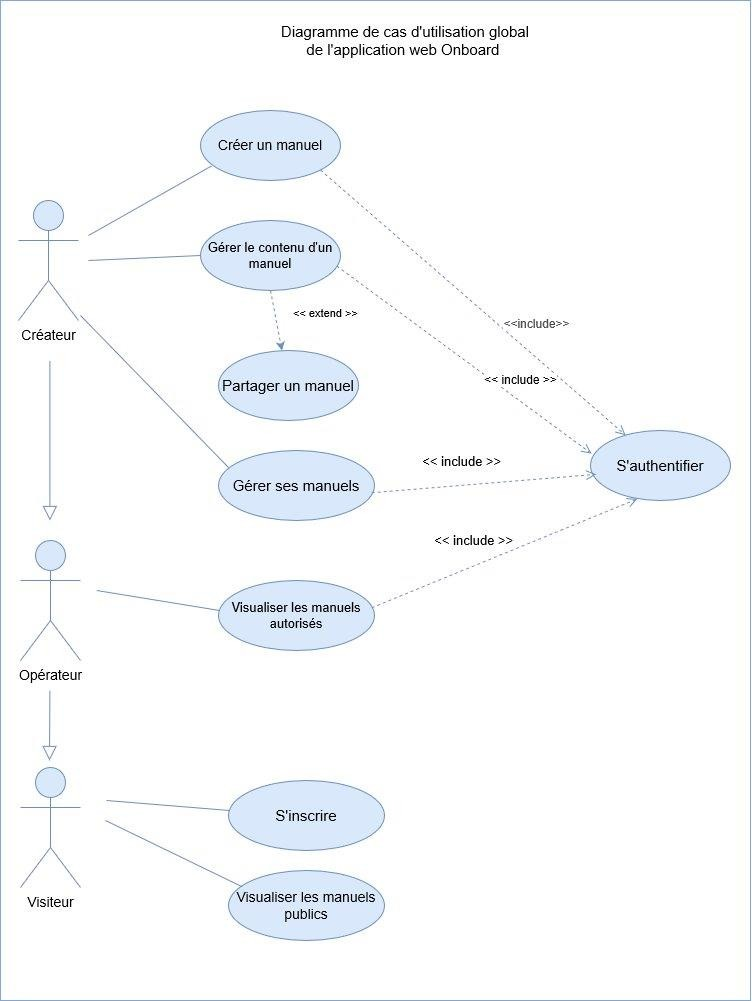 Diagramme de cas d'utilisation global
de l'application web Onboard
Créer un manuel
Gérer le contenu d'un
manuel
<< extend >>
<<include>>
Créateur
Partager un manuel
<< include >>
Gérer ses manuels
<< include >>
S'authentifier
<< include >>
Visualiser les manuels
autorisés
Opérateur
S'inscrire
Visualiser les manuels
publics
Visiteur